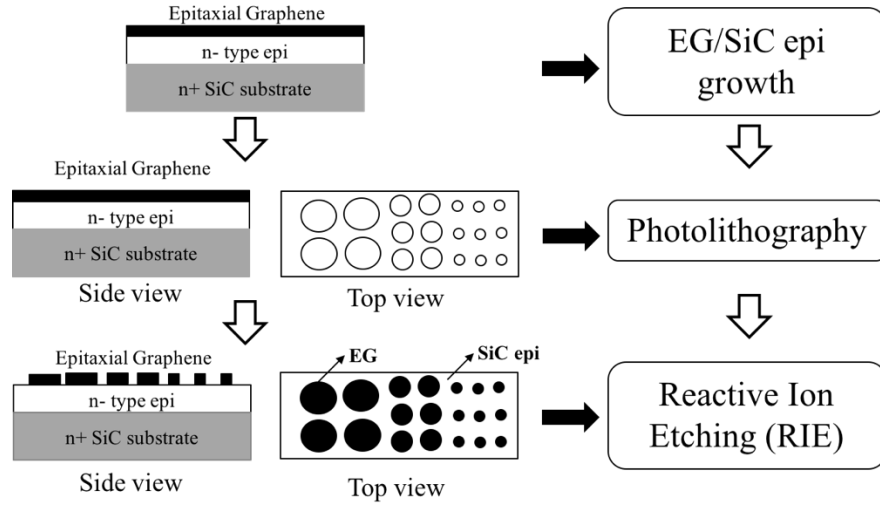 Epitaxial Graphene
n- type epi
n+ SiC substrate
EG/SiC epi
growth
Epitaxial Graphene
n- type epi
n+ SiC substrate
Side view
Top view
Photolithography
Epitaxial Graphene
n- type epi
n+ SiC substrate
Side view
EG
SiC epi
Top view
Reactive Ion
Etching (RIE)